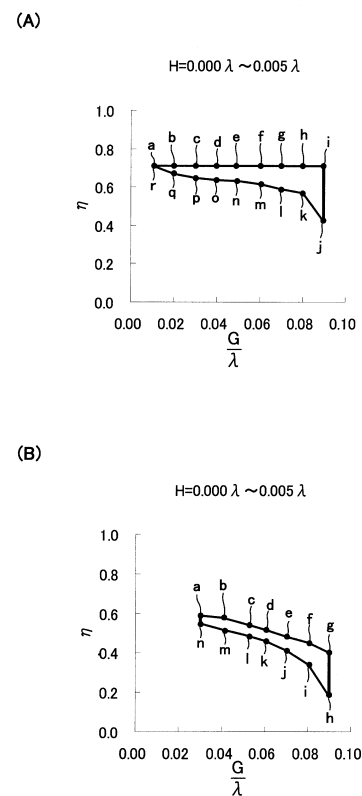 (A)
H=0.000 λ ～0.005 λ
1.0
0.8
0.6
0.4
0.2
0.0
η
a b c d e f g h i
r q p o n m l k j
0.00 0.02 0.04 0.06 0.08 0.10
G
λ
(B)
H=0.000 λ ～0.005 λ
1.0
0.8
0.6
0.4
0.2
0.0
η
a b c d e f g
n m l k j i h
0.00 0.02 0.04 0.06 0.08 0.10
G
λ